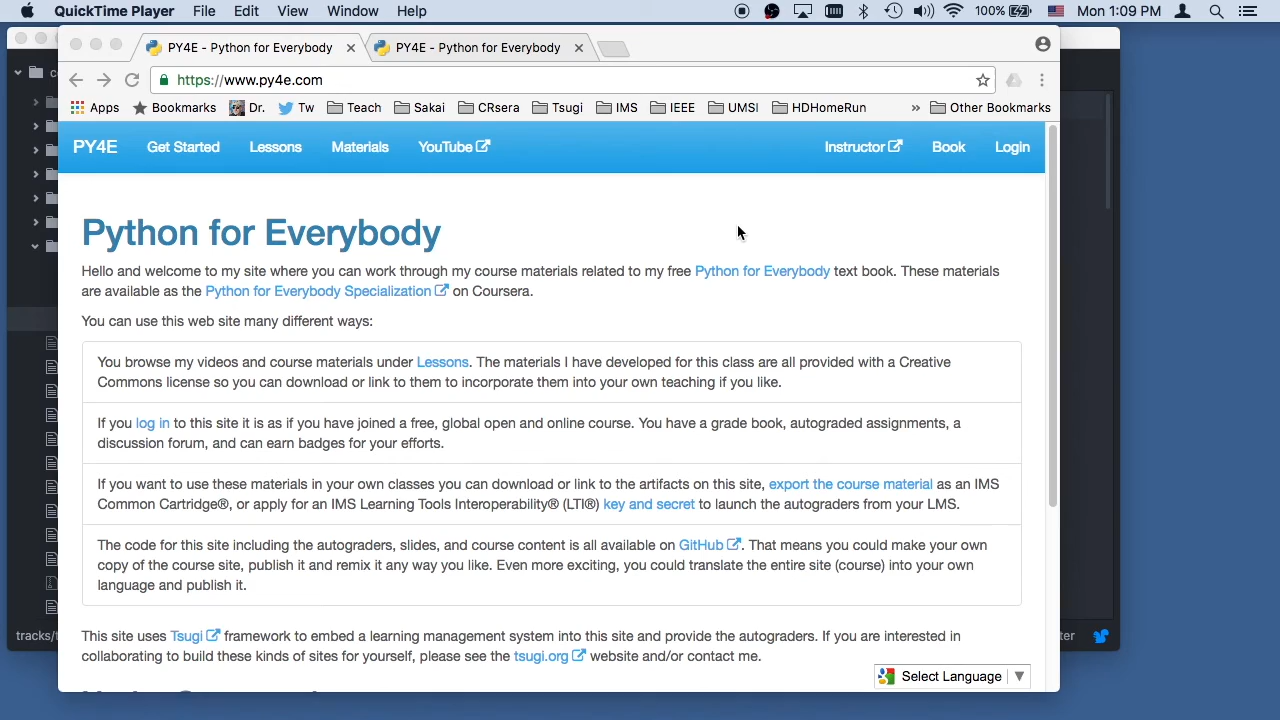 QuickTime Player File Edit View Window Help 100% Mon 1:09 PM
PY4E - Python for Everybody PY4E - Python for Everybody
https://www.py4e.com
Apps Bookmarks Dr. Tw Teach Sakai CRsera Tsugi IMS IEEE UMSI HDHomeRun » Other Bookmarks
PY4E Get Started Lessons Materials YouTube Instructor Book Login
Python for Everybody
Hello and welcome to my site where you can work through my course materials related to my free Python for Everybody text book. These materials
are available as the Python for Everybody Specialization on Coursera.
You can use this web site many different ways:
You browse my videos and course materials under Lessons. The materials I have developed for this class are all provided with a Creative
Commons license so you can download or link to them to incorporate them into your own teaching if you like.
If you log in to this site it is as if you have joined a free, global open and online course. You have a grade book, autograded assignments, a
discussion forum, and can earn badges for your efforts.
If you want to use these materials in your own classes you can download or link to the artifacts on this site, export the course material as an IMS
Common Cartridge®, or apply for an IMS Learning Tools Interoperability® (LTI®) key and secret to launch the autograders from your LMS.
The code for this site including the autograders, slides, and course content is all available on GitHub. That means you could make your own
copy of the course site, publish it and remix it any way you like. Even more exciting, you could translate the entire site (course) into your own
language and publish it.
tracks/
This site uses Tsugi framework to embed a learning management system into this site and provide the autograders. If you are interested in
collaborating to build these kinds of sites for yourself, please see the tsugi.org website and/or contact me.
Select Language ▼